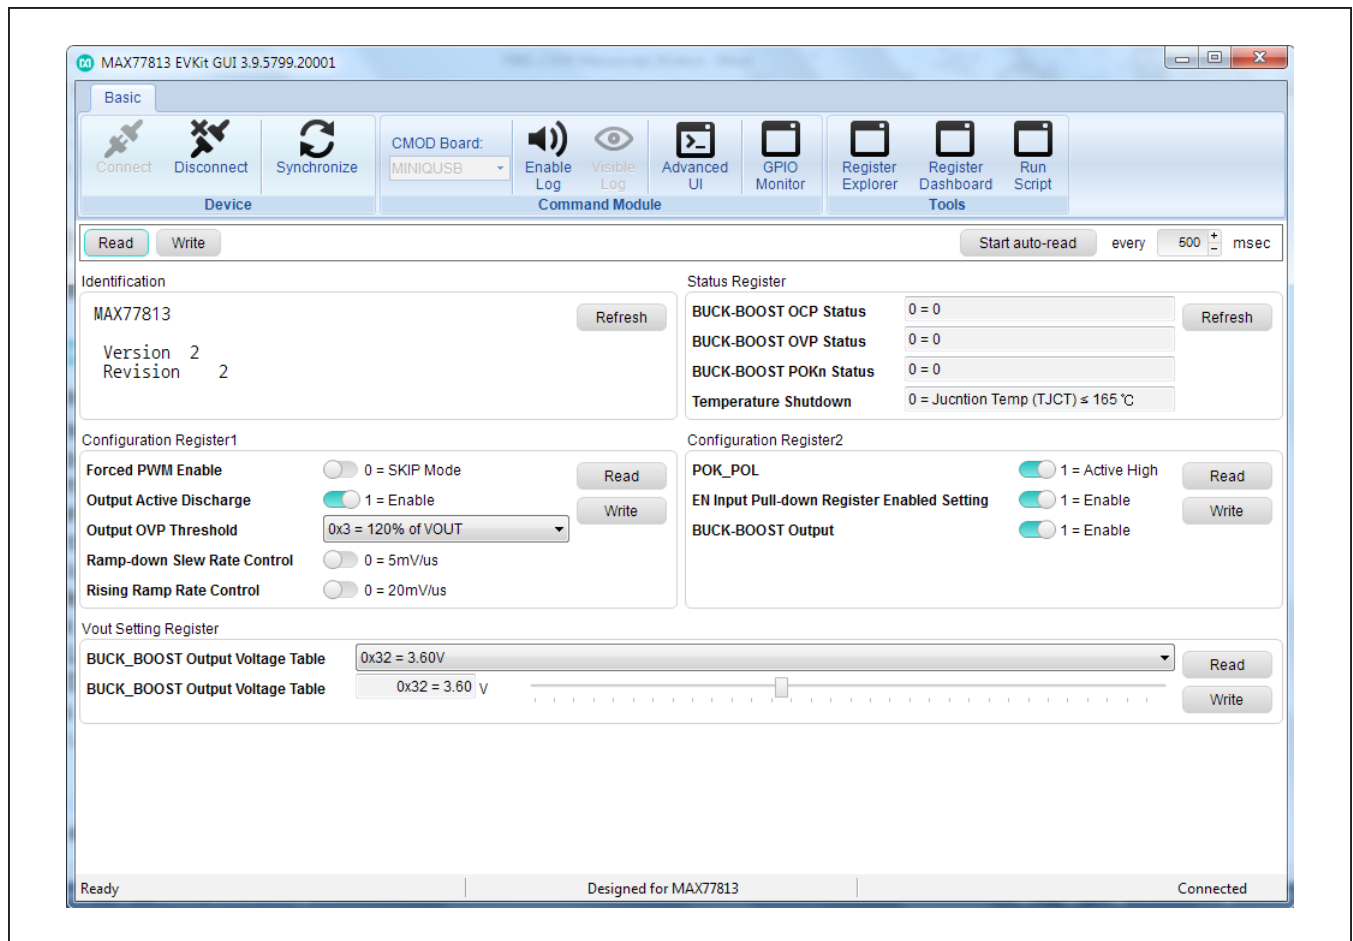 MAX77813 EVKit GUI 3.9.5799.20001
Basic
Connect
Disconnect
Synchronize
Device
CMOD Board:
MINIQUSB
Enable Log
Visible Log
Advanced UI
GPIO Monitor
Command Module
Register Explorer
Register Dashboard
Run Script
Tools
Read Write Start auto-read every 500 msec
Identification
MAX77813
Refresh
Version 2
Revision 2
Status Register
BUCK-BOOST OCP Status 0 = 0
Refresh
BUCK-BOOST OVP Status 0 = 0
BUCK-BOOST POKn Status 0 = 0
Temperature Shutdown 0 = Jucntion Temp (TJCT) ≤ 165 ℃
Configuration Register1
Forced PWM Enable 0 = SKIP Mode
Read
Output Active Discharge 1 = Enable
Write
Output OVP Threshold 0x3 = 120% of VOUT
Ramp-down Slew Rate Control 0 = 5mV/us
Rising Ramp Rate Control 0 = 20mV/us
Configuration Register2
POK_POL 1 = Active High
Read
EN Input Pull-down Register Enabled Setting 1 = Enable
Write
BUCK-BOOST Output 1 = Enable
Vout Setting Register
BUCK_BOOST Output Voltage Table 0x32 = 3.60V
Read
BUCK_BOOST Output Voltage Table 0x32 = 3.60 V
Write
Ready Designed for MAX77813 Connected